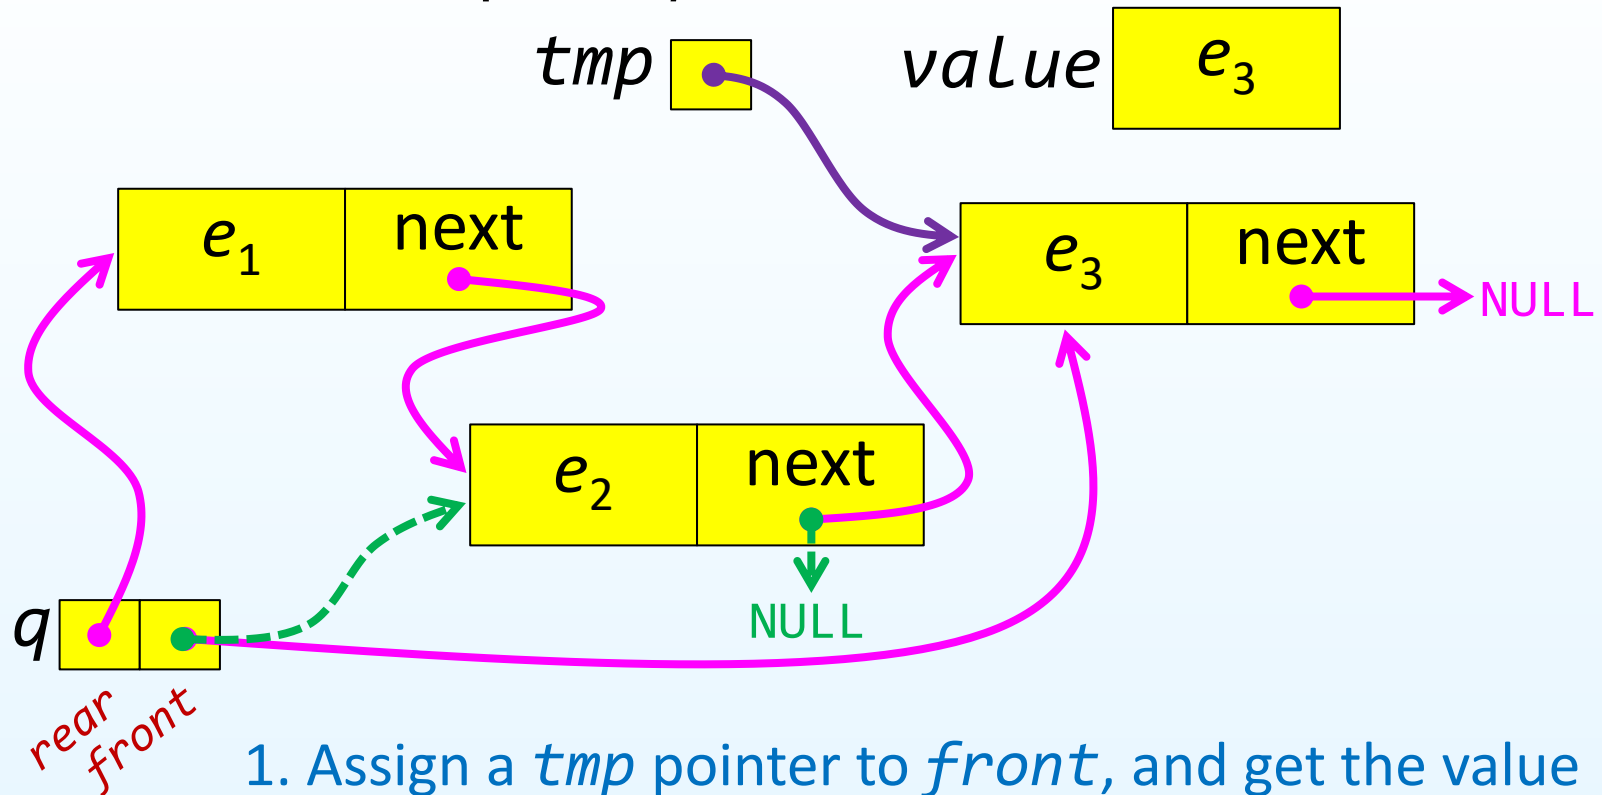 tmp
value
e3
e1
next
e3
next
NULL
e2
next
NULL
q
rear
front
1. Assign a tmp pointer to front, and get the value